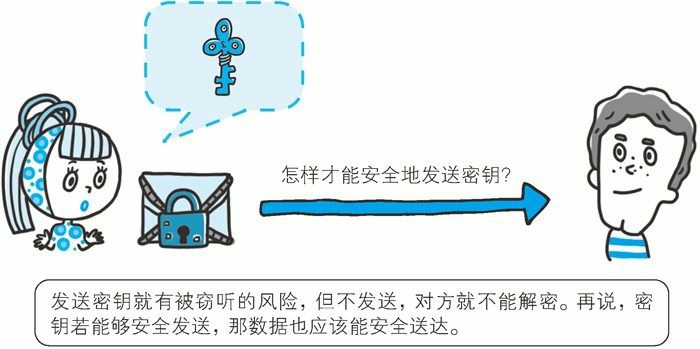 怎样才能安全地发送密钥？
发送密钥就有被窃听的风险，但不发送，对方就不能解密。再说，密
钥若能够安全发送，那数据也应该能安全送达。